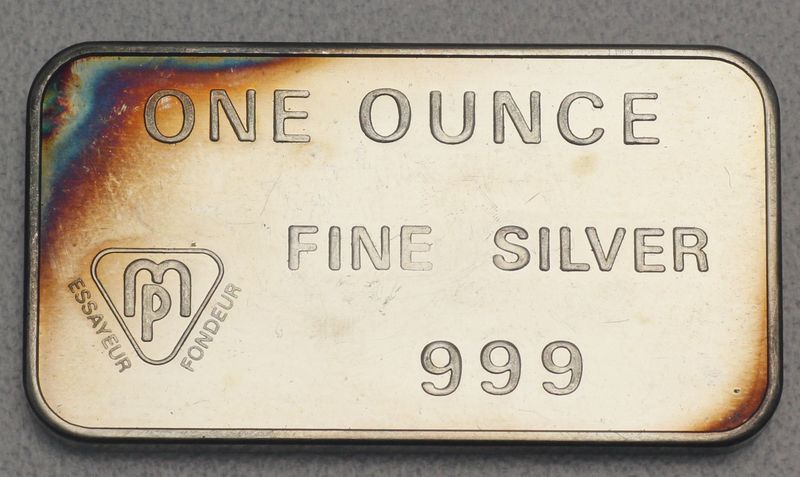 ONE OUNCE
FINE SILVER
MP
ESSAYEUR
FONDEUR
999